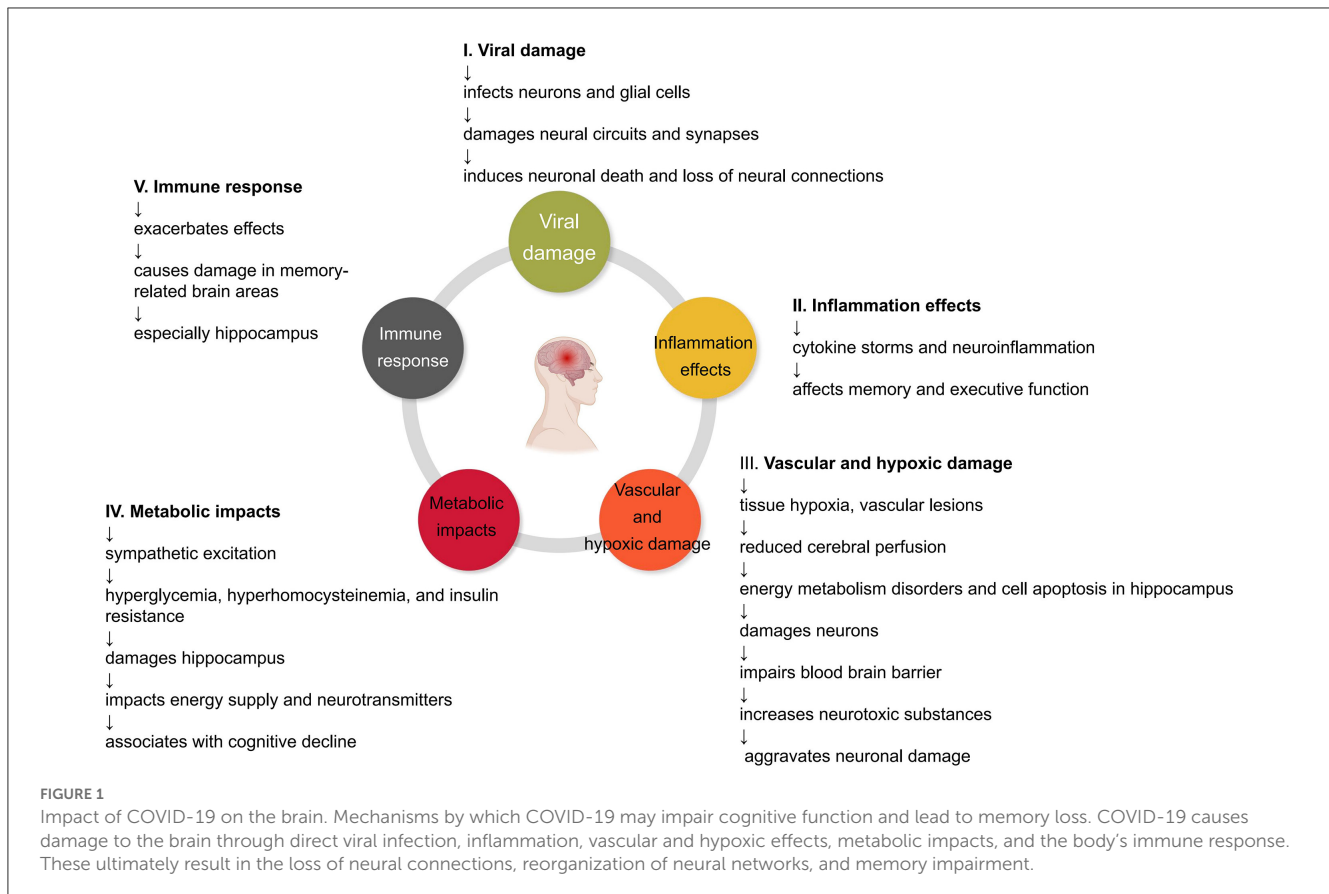 I. Viral damage
↓
infects neurons and glial cells
↓
damages neural circuits and synapses
↓
induces neuronal death and loss of neural connections
V. Immune response
↓
exacerbates effects
↓
causes damage in memory-
related brain areas
↓
especially hippocampus
Viral
damage
Immune
response
Inflammation
effects
II. Inflammation effects
↓
cytokine storms and neuroinflammation
↓
affects memory and executive function
Metabolic
impacts
Vascular
and
hypoxic damage
III. Vascular and hypoxic damage
↓
tissue hypoxia, vascular lesions
↓
reduced cerebral perfusion
↓
energy metabolism disorders and cell apoptosis in hippocampus
↓
damages neurons
↓
impairs blood brain barrier
↓
increases neurotoxic substances
↓
aggravates neuronal damage
IV. Metabolic impacts
↓
sympathetic excitation
↓
hyperglycemia, hyperhomocysteinemia, and insulin
resistance
↓
damages hippocampus
↓
impacts energy supply and neurotransmitters
↓
associates with cognitive decline
FIGURE 1
Impact of COVID-19 on the brain. Mechanisms by which COVID-19 may impair cognitive function and lead to memory loss. COVID-19 causes
damage to the brain through direct viral infection, inflammation, vascular and hypoxic effects, metabolic impacts, and the body's immune response.
These ultimately result in the loss of neural connections, reorganization of neural networks, and memory impairment.